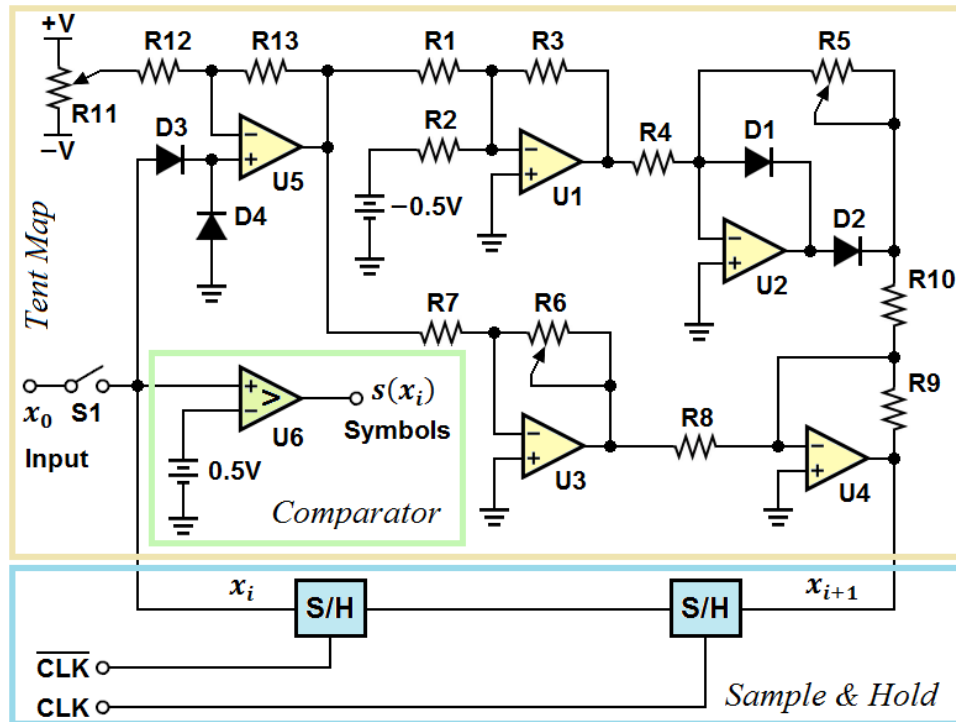 +V
R12
R13
R1
R3
R5
R11
−V
R2
R4
D1
D3
U5
U1
D4
−0.5V
D2
U2
Tent Map
R7
R6
R10
x₀
S1
Input
U6
s(xᵢ)
Symbols
0.5V
Comparator
R8
R9
U3
U4
xᵢ
S/H
S/H
xᵢ₊₁
C̅L̅K̅
CLK
Sample & Hold